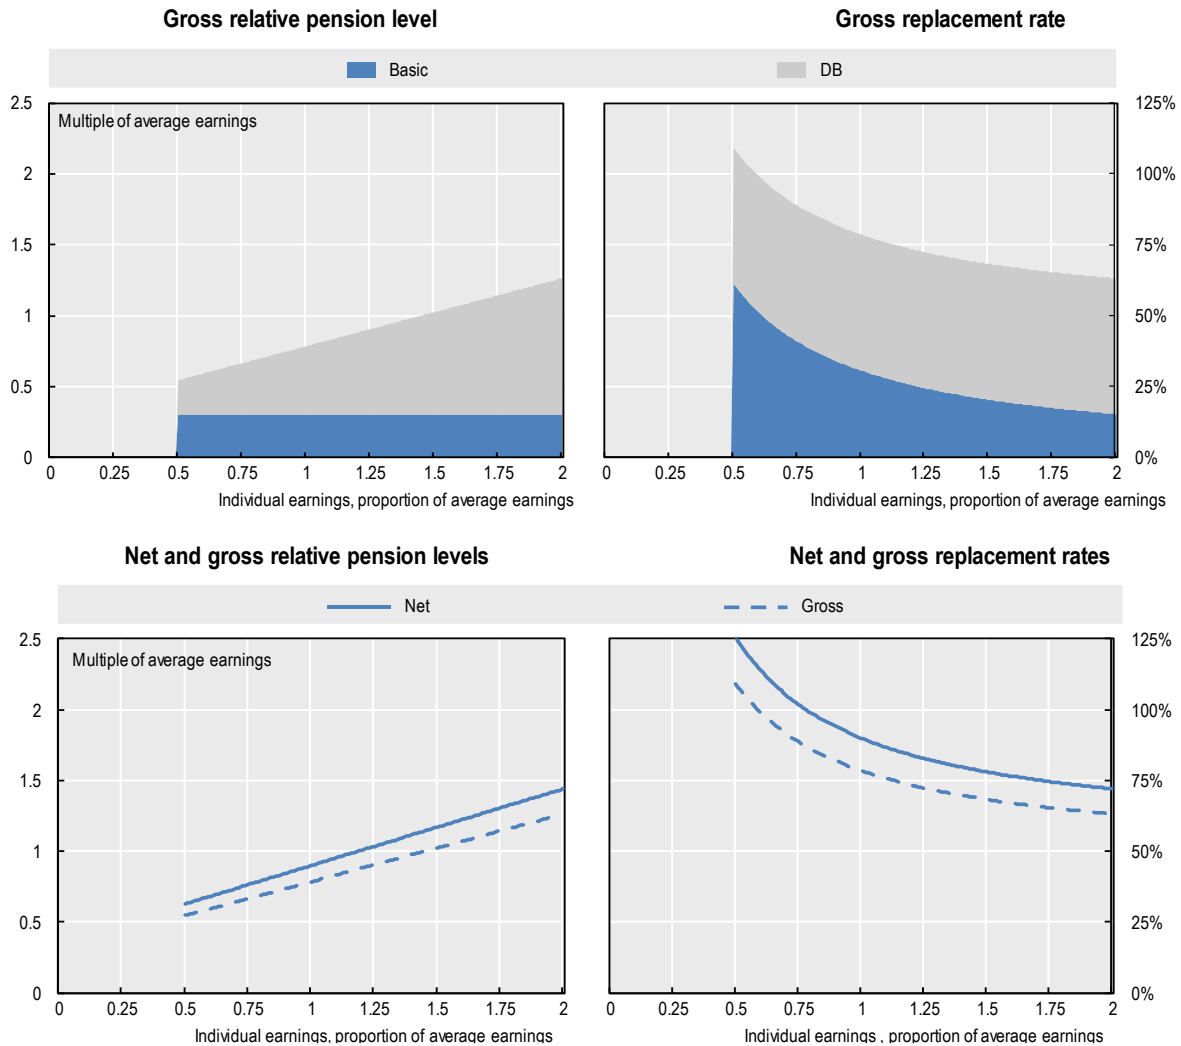 Gross relative pension level
Gross replacement rate
Basic
DB
2.5
2
1.5
1
0.5
0
Multiple of average earnings
0 0.25 0.5 0.75 1 1.25 1.5 1.75 2
Individual earnings, proportion of average earnings
125%
100%
75%
50%
25%
0%
0 0.25 0.5 0.75 1 1.25 1.5 1.75 2
Individual earnings, proportion of average earnings
Net and gross relative pension levels
Net and gross replacement rates
Net
Gross
2.5
2
1.5
1
0.5
0
Multiple of average earnings
0 0.25 0.5 0.75 1 1.25 1.5 1.75 2
Individual earnings, proportion of average earnings
125%
100%
75%
50%
25%
0%
0 0.25 0.5 0.75 1 1.25 1.5 1.75 2
Individual earnings , proportion of average earnings